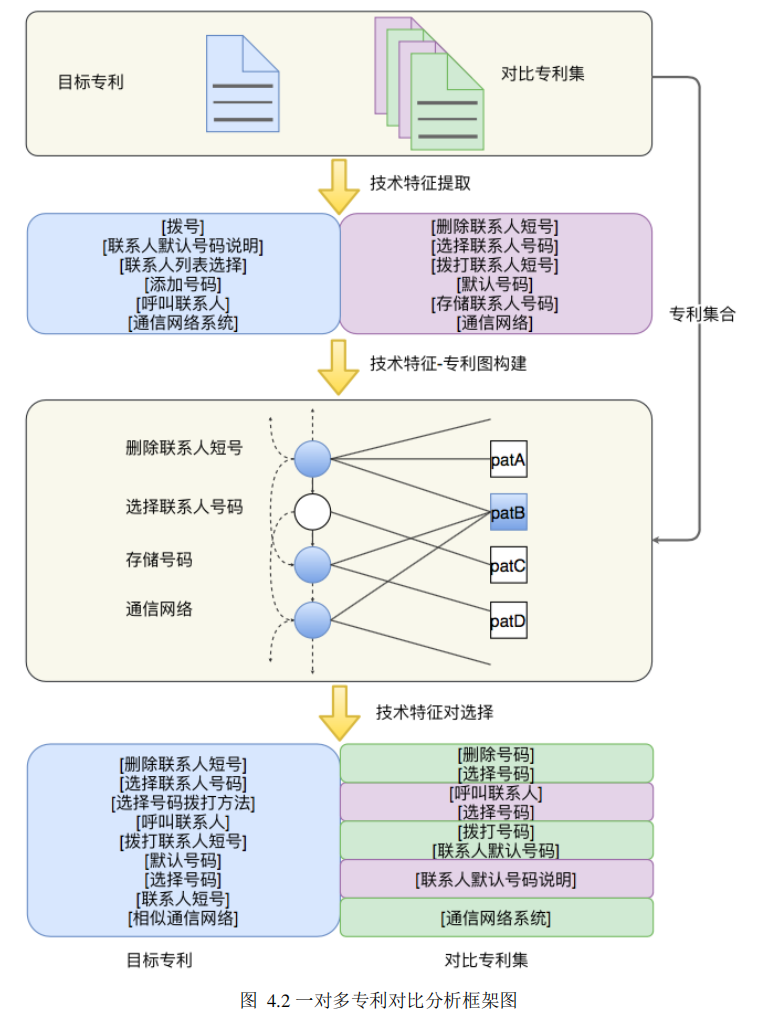 目标专利
对比专利集
技术特征提取
[拨号]
[联系人默认号码说明]
[联系人列表选择]
[添加号码]
[呼叫联系人]
[通信网络系统]
[删除联系人短号]
[选择联系人号码]
[拨打联系人短号]
[默认号码]
[存储联系人号码]
[通信网络]
专利集合
技术特征-专利图构建
删除联系人短号
选择联系人号码
存储号码
通信网络
patA
patB
patC
patD
技术特征对选择
[删除联系人短号]
[选择联系人号码]
[选择号码拨打方法]
[呼叫联系人]
[拨打联系人短号]
[默认号码]
[选择号码]
[联系人短号]
[相似通信网络]
[删除号码]
[选择号码]
[呼叫联系人]
[选择号码]
[拨打号码]
[联系人默认号码]
[联系人默认号码说明]
[通信网络系统]
目标专利
对比专利集
图 4.2 一对多专利对比分析框架图